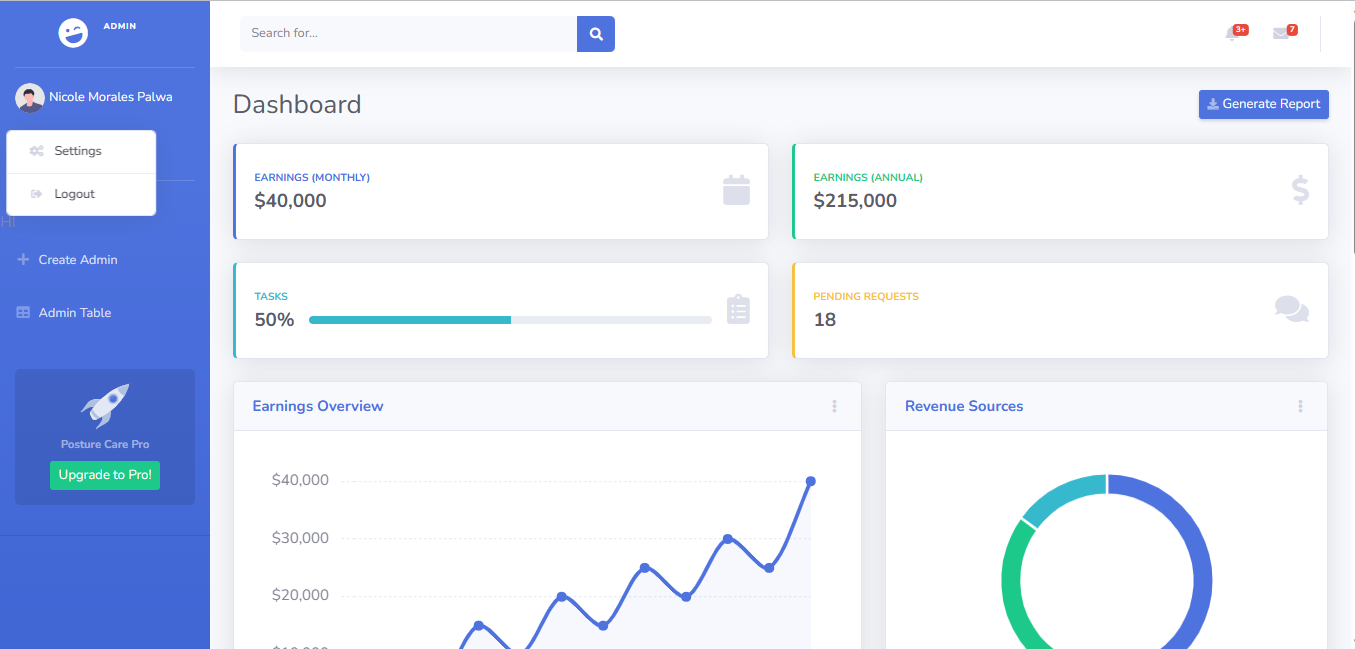 ADMIN
Nicole Morales Palwa
Settings
Logout
HI
Create Admin
Admin Table
Posture Care Pro
Upgrade to Pro!
Search for...
3+
7
Dashboard
Generate Report
EARNINGS (MONTHLY)
$40,000
EARNINGS (ANNUAL)
$215,000
TASKS
50%
PENDING REQUESTS
18
Earnings Overview
$40,000
$30,000
$20,000
$10,000
Revenue Sources